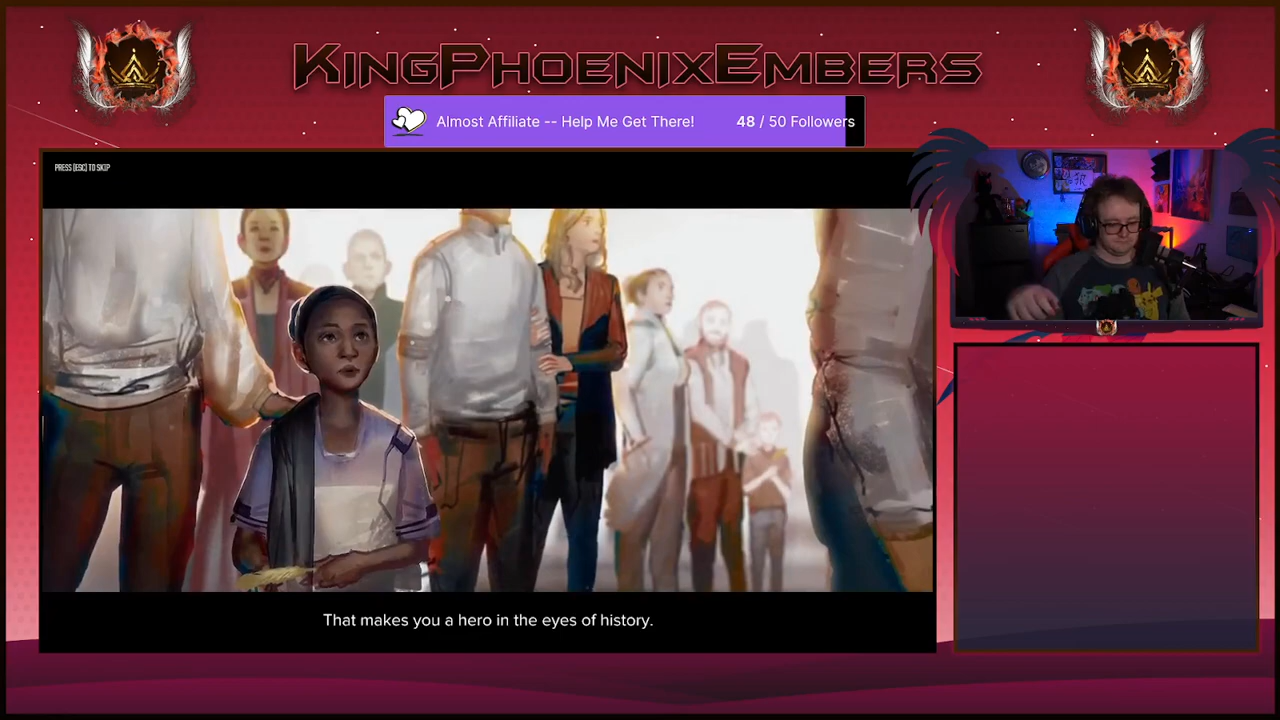 KingPhoenixEmbers
Almost Affiliate -- Help Me Get There! 48 / 50 Followers
PRESS [ESC] TO SKIP
That makes you a hero in the eyes of history.